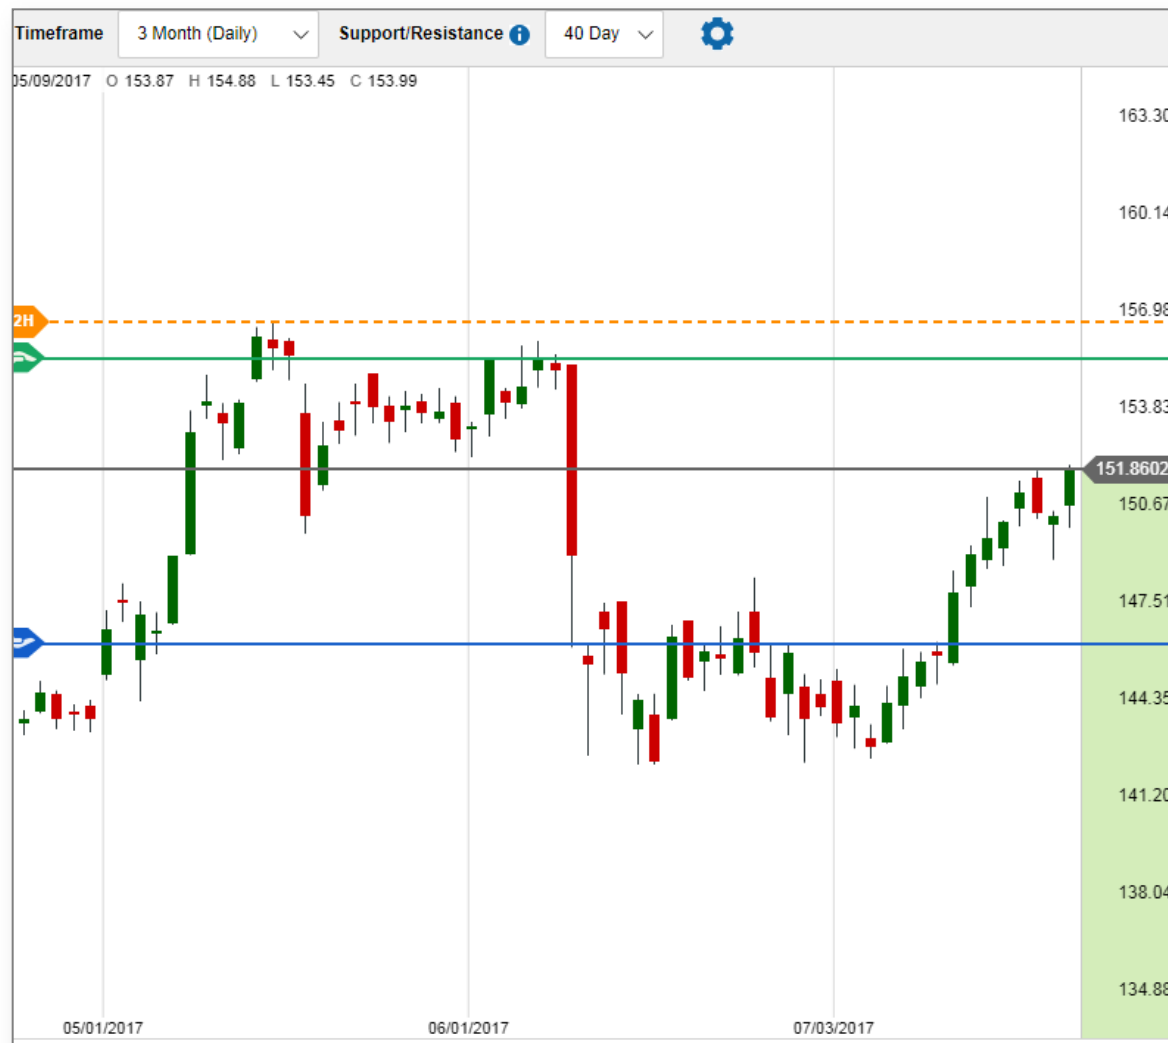 Timeframe 3 Month (Daily) Support/Resistance i 40 Day
05/09/2017 O 153.87 H 154.88 L 153.45 C 153.99
163.30
160.14
156.98
2H
153.83
151.8602
150.67
147.51
144.35
141.20
138.04
134.88
05/01/2017 06/01/2017 07/03/2017